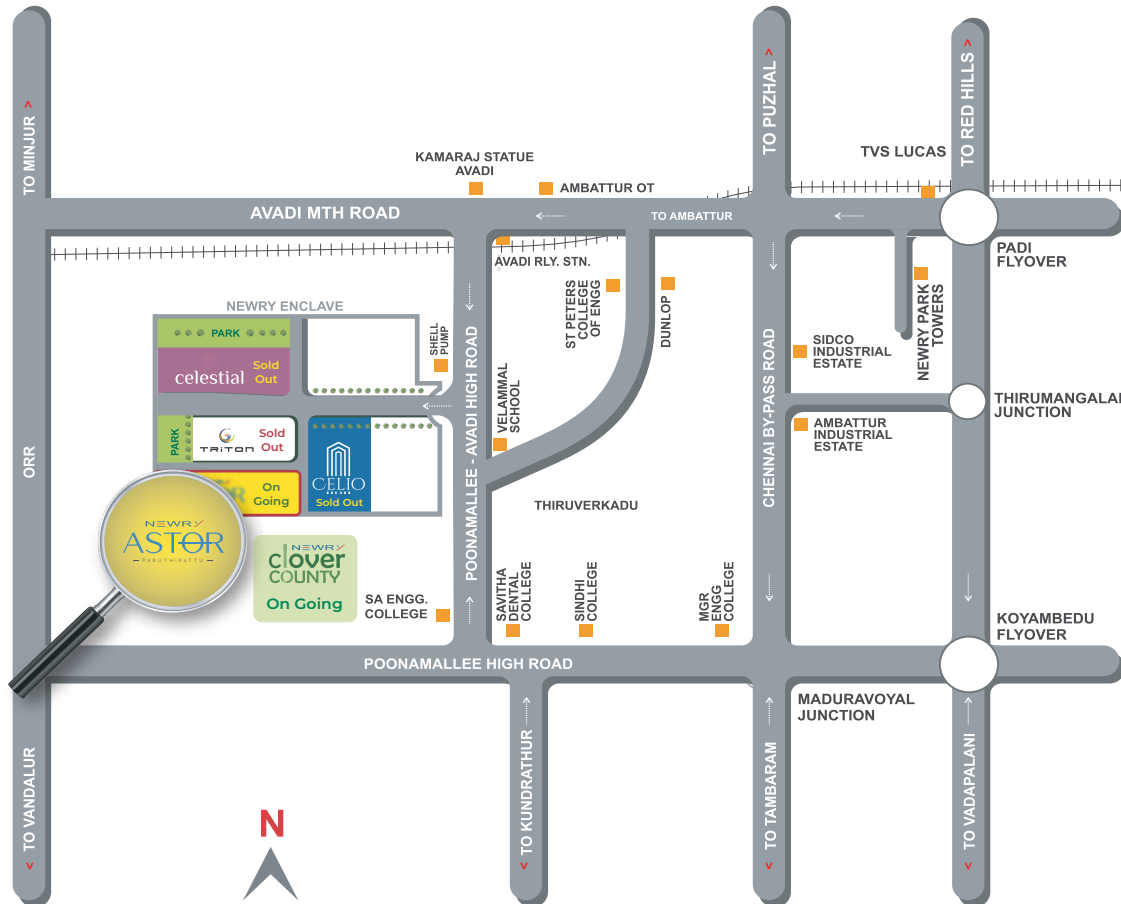 TO MINJUR
TO PUZHAL
TO RED HILLS
KAMARAJ STATUE
AVADI
AMBATTUR OT
TVS LUCAS
AVADI MTH ROAD
TO AMBATTUR
PADI
FLYOVER
AVADI RLY. STN.
ST PETERS
COLLEGE
OF ENGG
DUNLOP
NEWRY PARK
TOWERS
NEWRY ENCLAVE
PARK
celestial
Sold
Out
SHELL
PUMP
POONAMALLEE - AVADI HIGH ROAD
VELAMMAL
SCHOOL
CHENNAI BY-PASS ROAD
SIDCO
INDUSTRIAL
ESTATE
THIRUMANGALA
JUNCTION
AMBATTUR
INDUSTRIAL
ESTATE
PARK
TRITON
Sold
Out
CELIO
Sold Out
On
Going
ORR
NEWRY
ASTOR
PARUTHIPATTU
THIRUVERKADU
NEWRY
clover
COUNTY
On Going
SA ENGG.
COLLEGE
SAVITHA
DENTAL
COLLEGE
SINDHI
COLLEGE
MGR
ENGG
COLLEGE
KOYAMBEDU
FLYOVER
POONAMALLEE HIGH ROAD
MADURAVOYAL
JUNCTION
TO VANDALUR
TO KUNDRATHUR
TO TAMBARAM
TO VADAPALANI
N